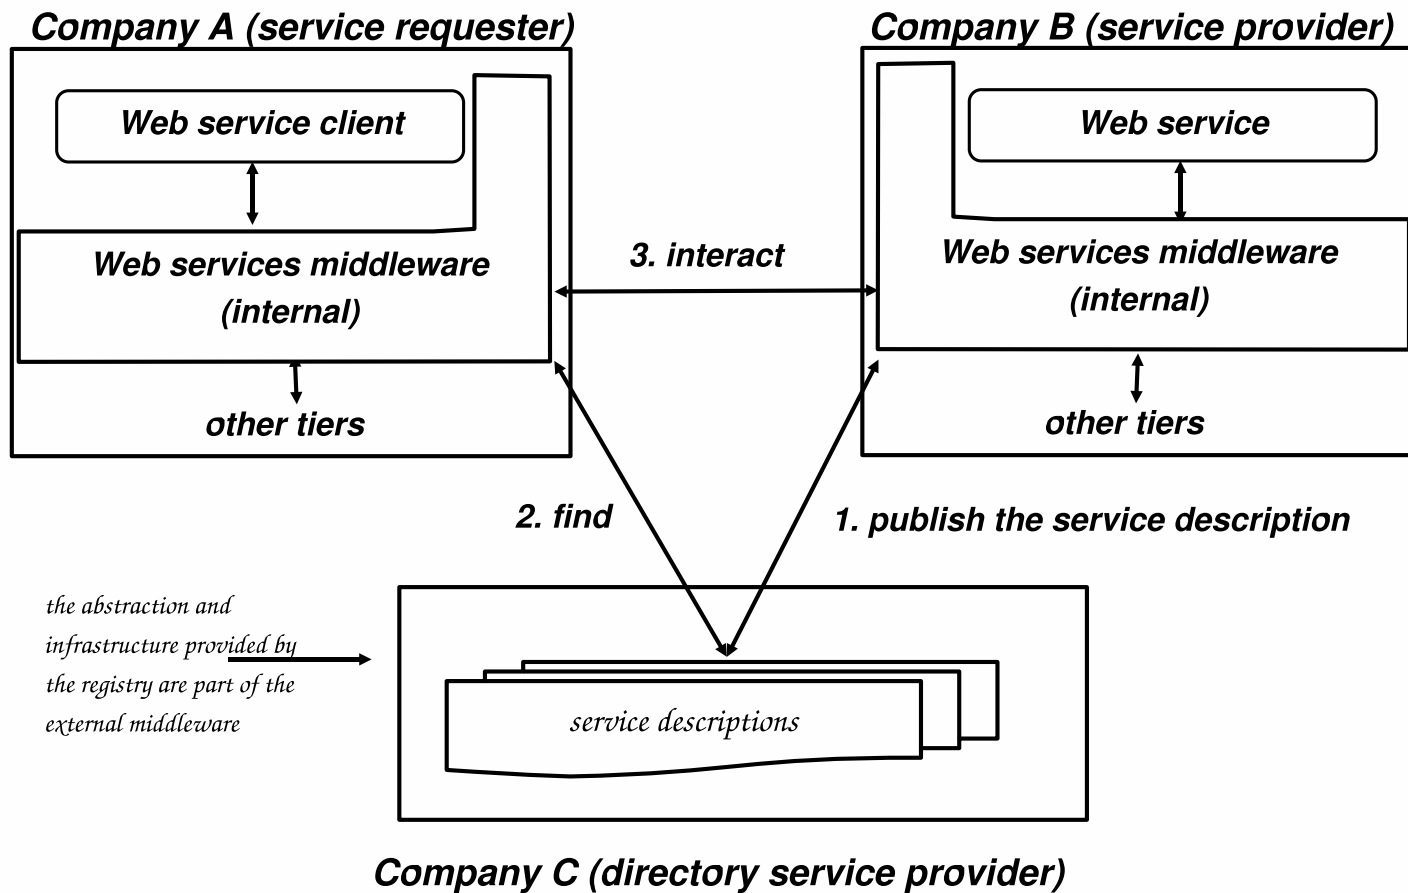 Company A (service requester)
Company B (service provider)
Web service client
Web service
Web services middleware
(internal)
3. interact
Web services middleware
(internal)
other tiers
other tiers
2. find
1. publish the service description
the abstraction and
infrastructure provided by
the registry are part of the
external middleware
service descriptions
Company C (directory service provider)